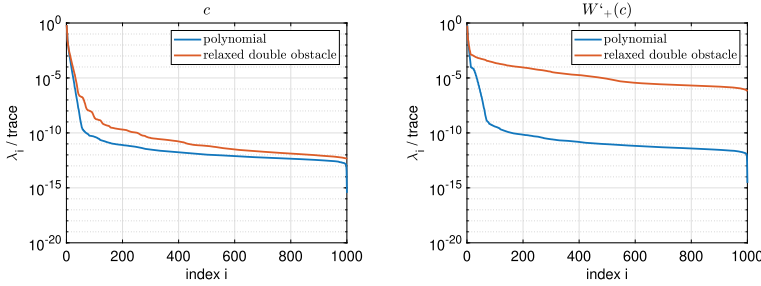 c
10^0
10^-5
10^-10
10^-15
10^-20
λ_i / trace
polynomial
relaxed double obstacle
0 200 400 600 800 1000
index i
W‘_+(c)
10^0
10^-5
10^-10
10^-15
10^-20
λ_i / trace
polynomial
relaxed double obstacle
0 200 400 600 800 1000
index i